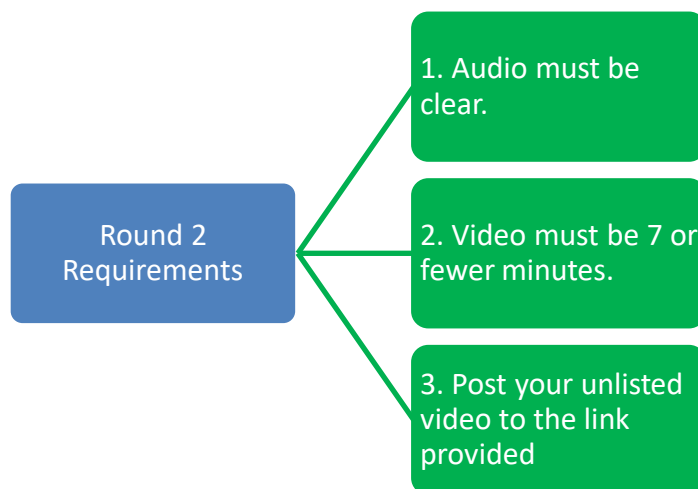 Round 2
Requirements
1. Audio must be
clear.
2. Video must be 7 or
fewer minutes.
3. Post your unlisted
video to the link
provided